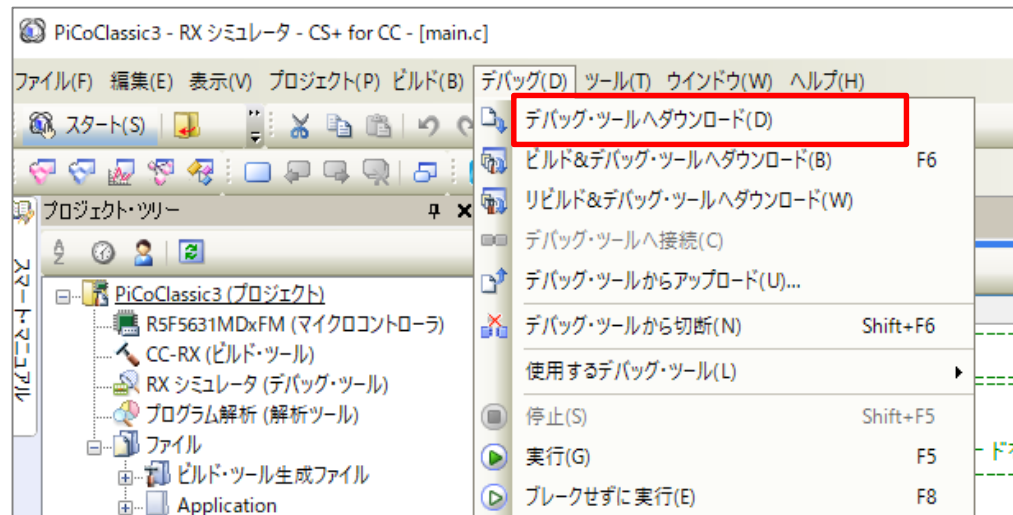 PiCoClassic3 - RX シミュレータ - CS+ for CC - [main.c]
ファイル(F) 編集(E) 表示(V) プロジェクト(P) ビルド(B) デバッグ(D) ツール(T) ウインドウ(W) ヘルプ(H)
スタート(S)
デバッグ・ツールへダウンロード(D)
ビルド&デバッグ・ツールへダウンロード(B) F6
リビルド&デバッグ・ツールへダウンロード(W)
デバッグ・ツールへ接続(C)
デバッグ・ツールからアップロード(U)...
デバッグ・ツールから切断(N) Shift+F6
使用するデバッグ・ツール(L)
停止(S) Shift+F5
実行(G) F5
ブレークせずに実行(E) F8
スマートマニュアル
プロジェクト・ツリー
PiCoClassic3 (プロジェクト)
R5F5631MDxFM (マイクロコントローラ)
CC-RX (ビルド・ツール)
RX シミュレータ (デバッグ・ツール)
プログラム解析 (解析ツール)
ファイル
ビルド・ツール生成ファイル
Application